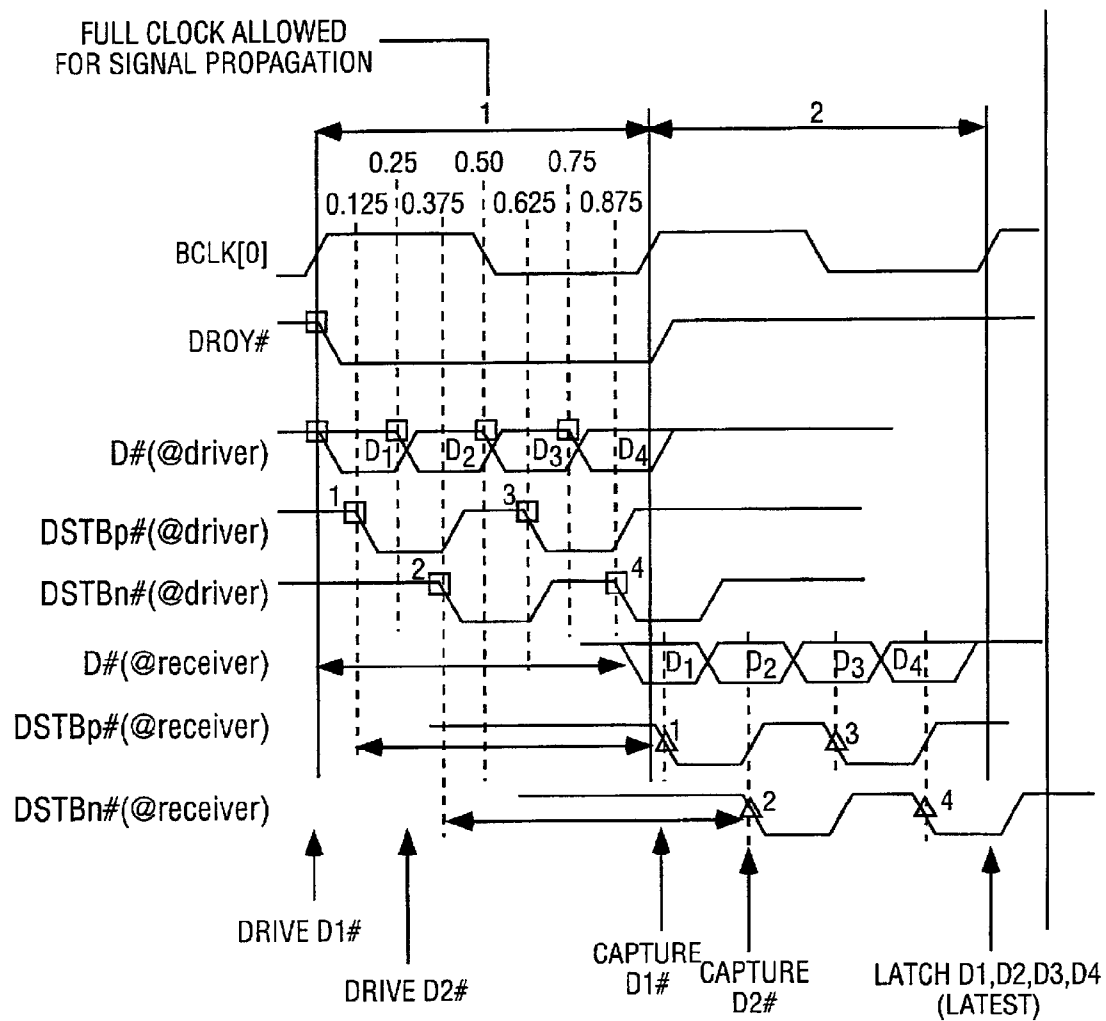 FULL CLOCK ALLOWED
FOR SIGNAL PROPAGATION
1
2
0.25 0.50 0.75
0.125 0.375 0.625 0.875
BCLK[0]
DROY#
D#(@driver)
D1 D2 D3 D4
DSTBp#(@driver)
1 3
DSTBn#(@driver)
2 4
D#(@receiver)
D1 D2 D3 D4
DSTBp#(@receiver)
1 3
DSTBn#(@receiver)
2 4
DRIVE D1#
DRIVE D2#
CAPTURE
D1#
CAPTURE
D2#
LATCH D1,D2,D3,D4
(LATEST)